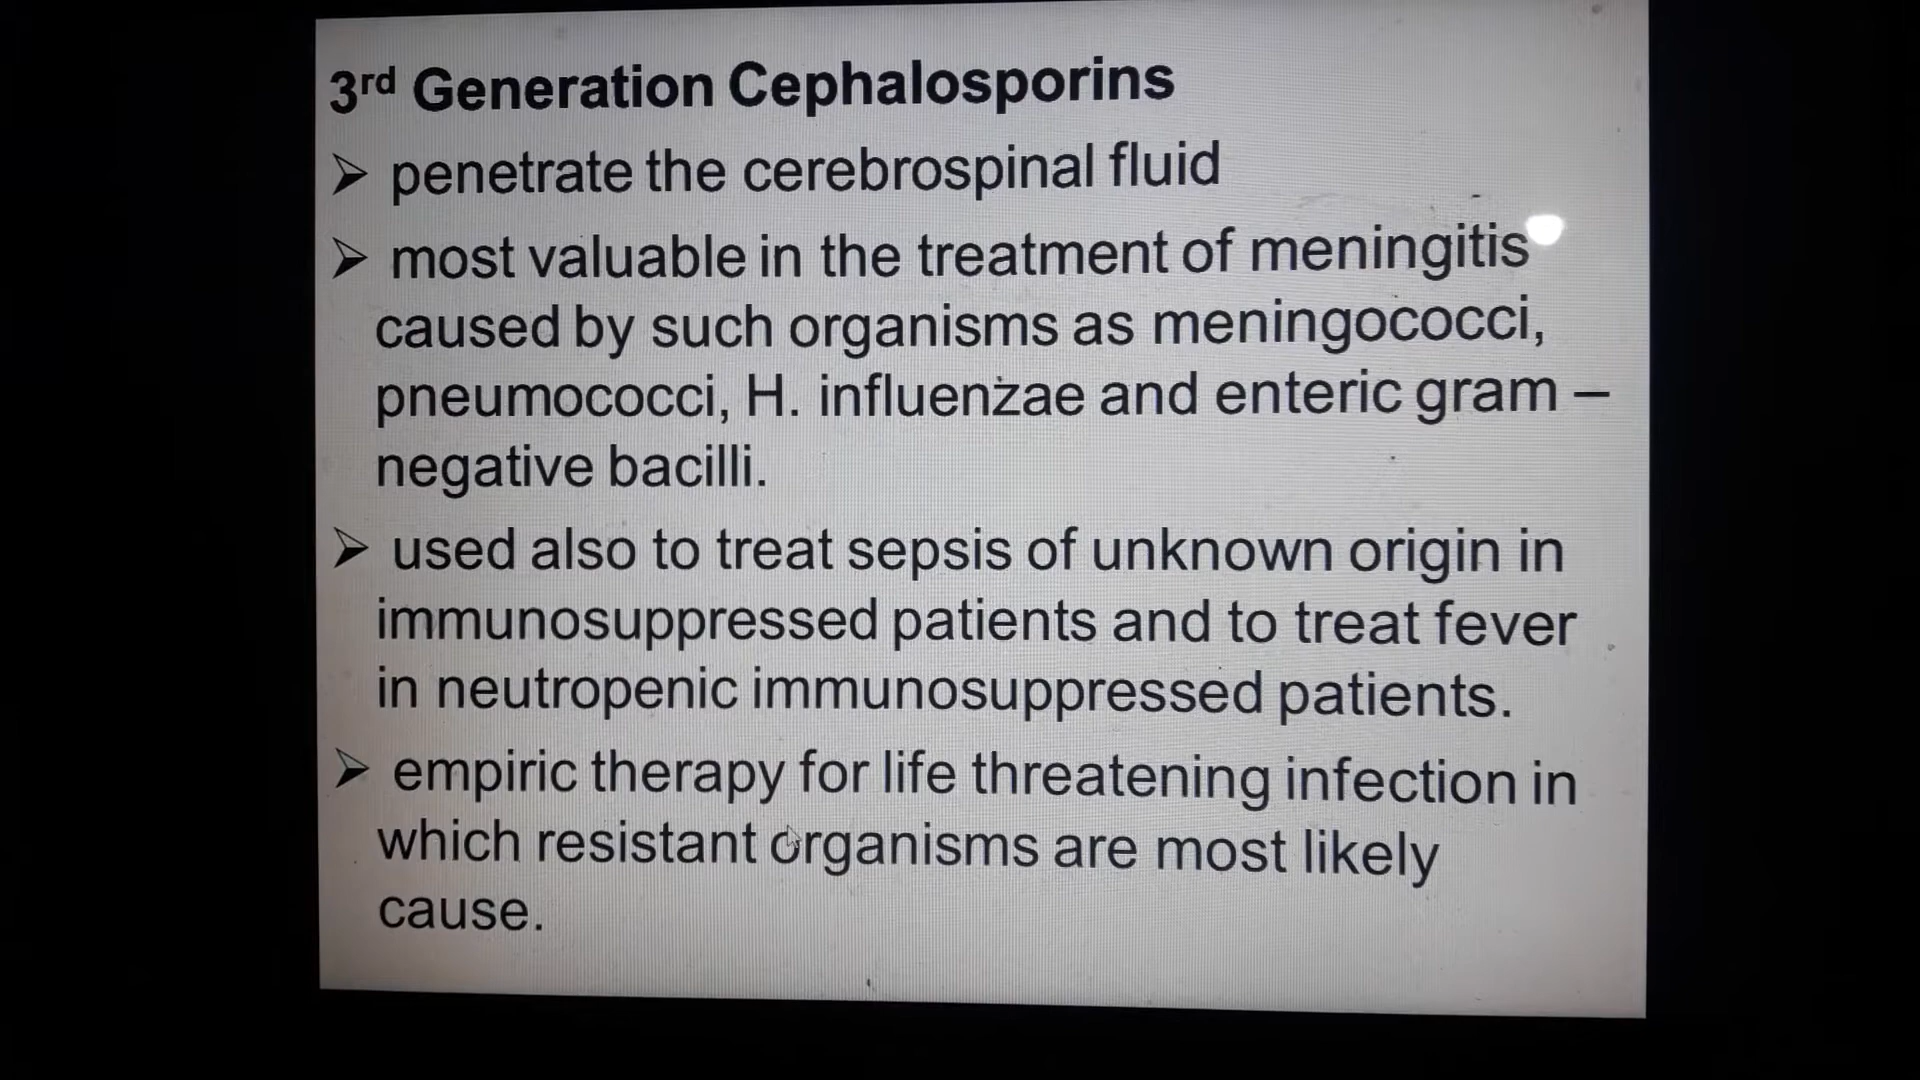 3rd Generation Cephalosporins
➢ penetrate the cerebrospinal fluid
➢ most valuable in the treatment of meningitis
caused by such organisms as meningococci,
pneumococci, H. influenzae and enteric gram –
negative bacilli.
➢ used also to treat sepsis of unknown origin in
immunosuppressed patients and to treat fever
in neutropenic immunosuppressed patients.
➢ empiric therapy for life threatening infection in
which resistant organisms are most likely
cause.